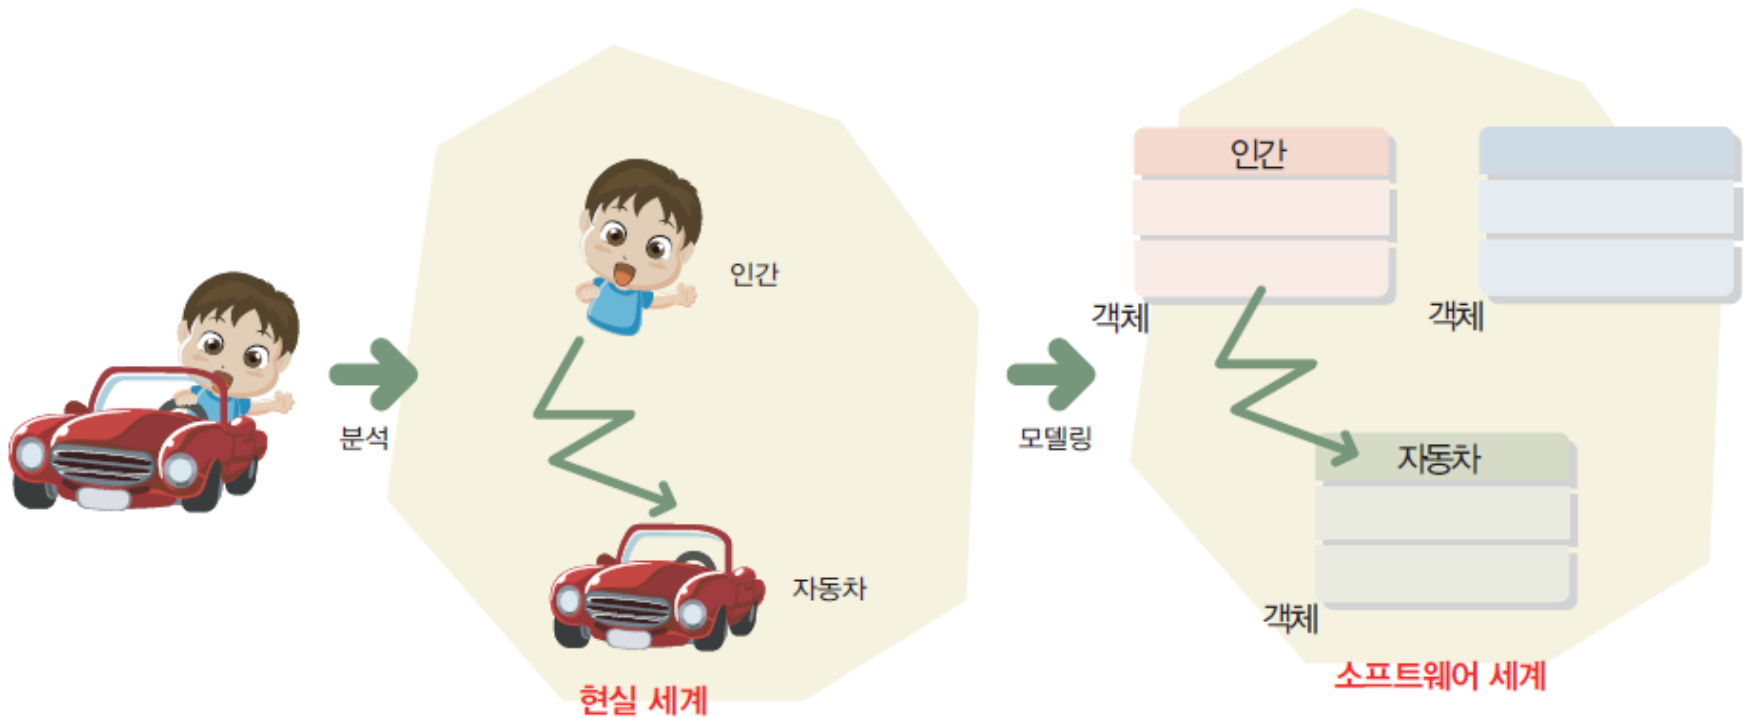 분석
인간
자동차
현실 세계
모델링
인간
객체
객체
자동차
객체
소프트웨어 세계